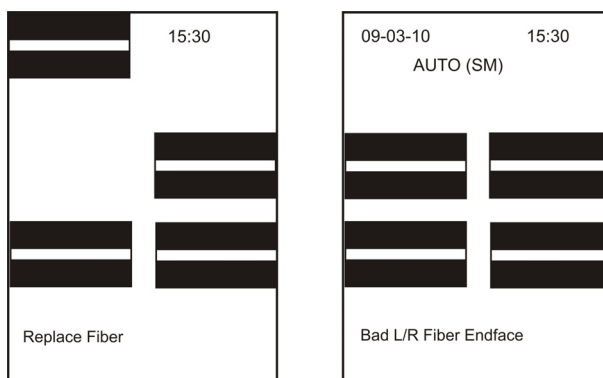 15:30
Replace Fiber
09-03-10 15:30
AUTO (SM)
Bad L/R Fiber Endface